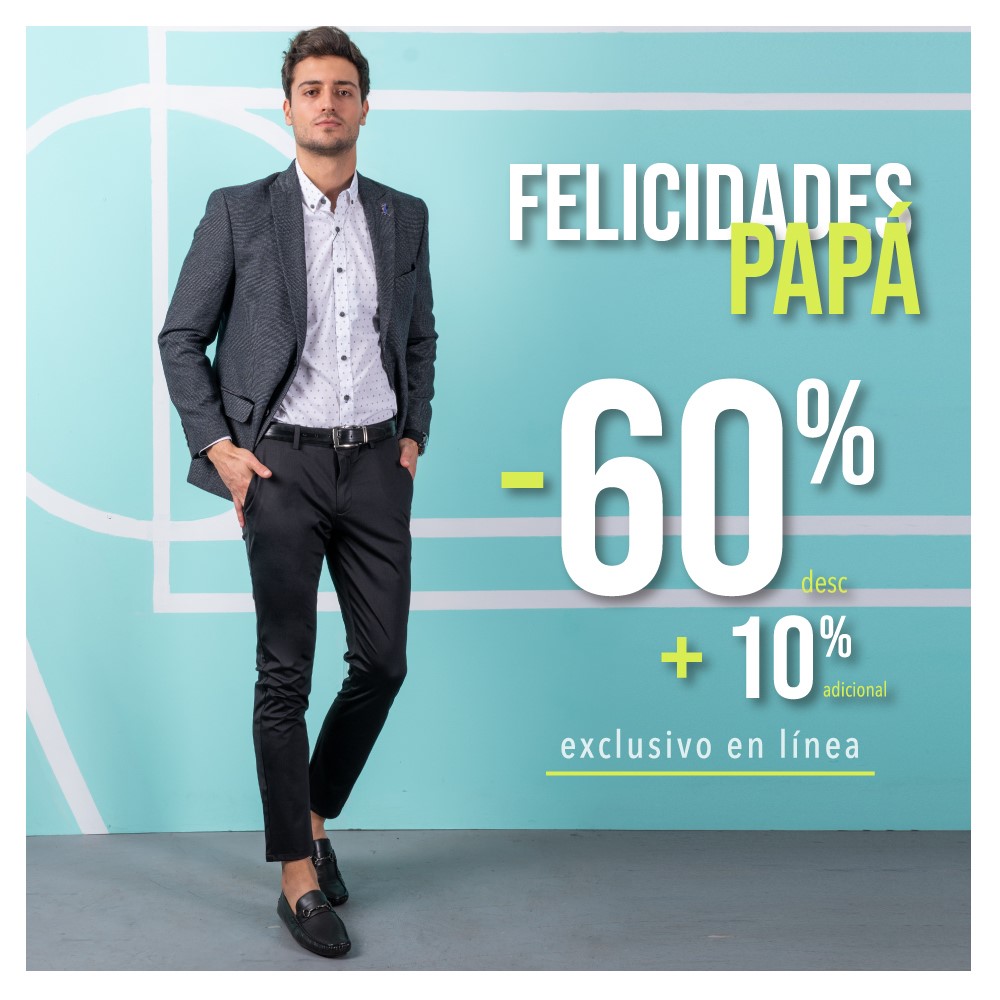 FELICIDADES
PAPÁ
-60%
desc
+ 10%
adicional
exclusivo en línea